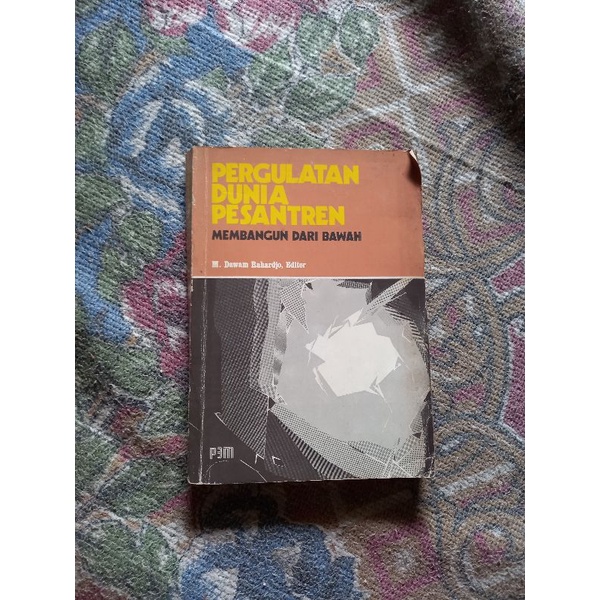 PERGULATAN
DUNIA
PESANTREN
MEMBANGUN DARI BAWAH
M. Dawam Rahardjo, Editor
P3M